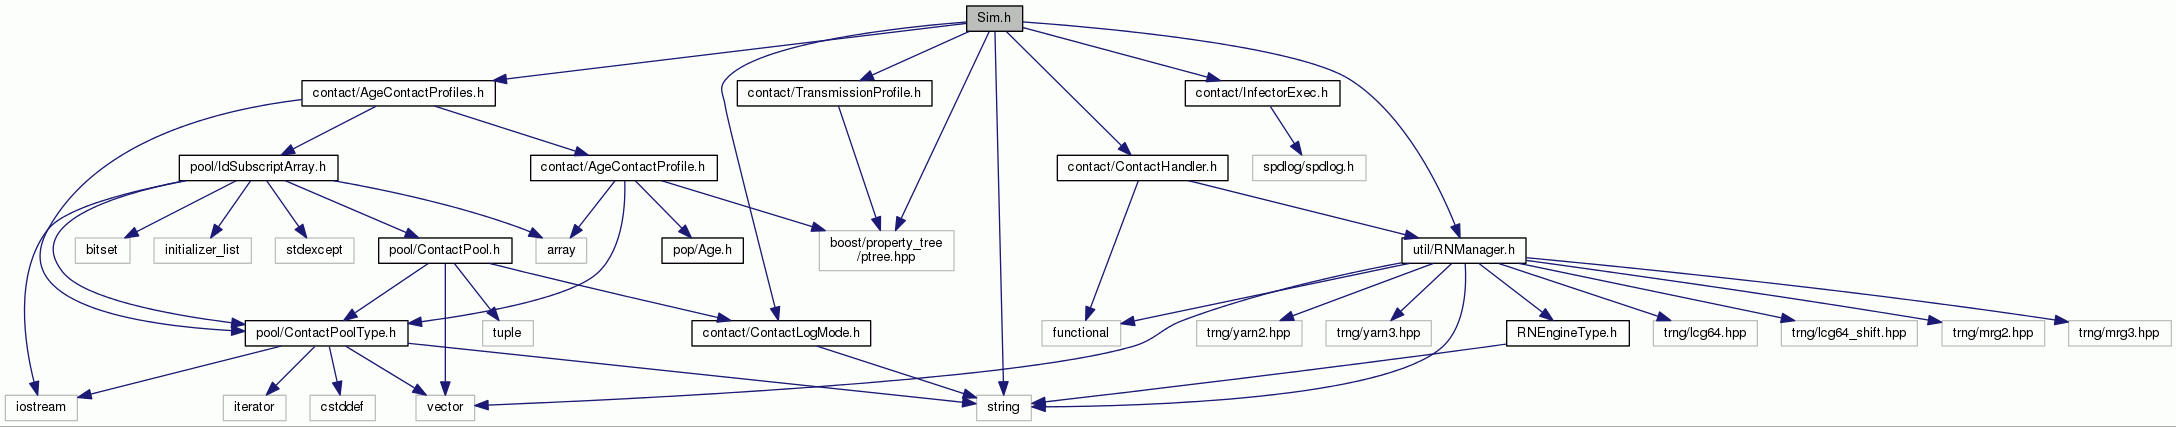 Sim.h
contact/AgeContactProfiles.h
contact/TransmissionProfile.h
contact/InfectorExec.h
pool/IdSubscriptArray.h
contact/AgeContactProfile.h
contact/ContactHandler.h
spdlog/spdlog.h
bitset
initializer_list
stdexcept
pool/ContactPool.h
array
pop/Age.h
boost/property_tree
/ptree.hpp
util/RNManager.h
pool/ContactPoolType.h
tuple
contact/ContactLogMode.h
functional
trng/yarn2.hpp
trng/yarn3.hpp
RNEngineType.h
trng/lcg64.hpp
trng/lcg64_shift.hpp
trng/mrg2.hpp
trng/mrg3.hpp
iostream
iterator
cstddef
vector
string